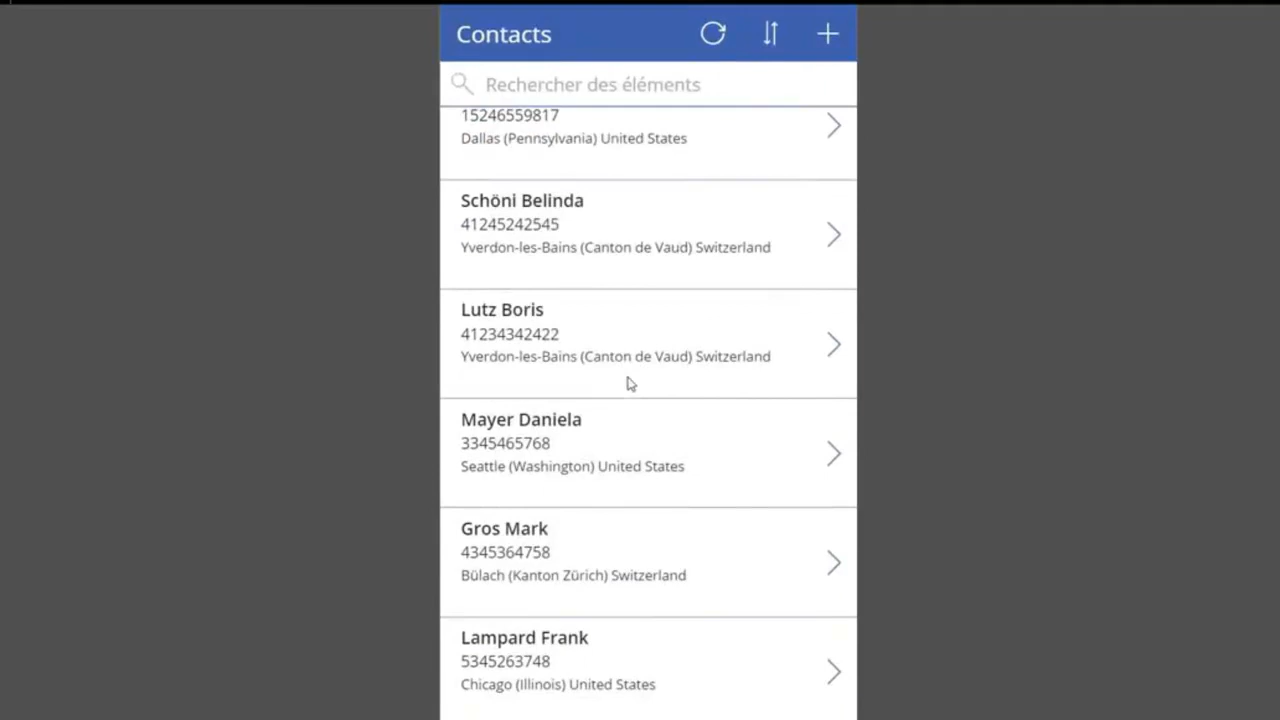 Contacts
Rechercher des éléments
15246559817
Dallas (Pennsylvania) United States
Schöni Belinda
41245242545
Yverdon-les-Bains (Canton de Vaud) Switzerland
Lutz Boris
41234342422
Yverdon-les-Bains (Canton de Vaud) Switzerland
Mayer Daniela
3345465768
Seattle (Washington) United States
Gros Mark
4345364758
Bülach (Kanton Zürich) Switzerland
Lampard Frank
5345263748
Chicago (Illinois) United States